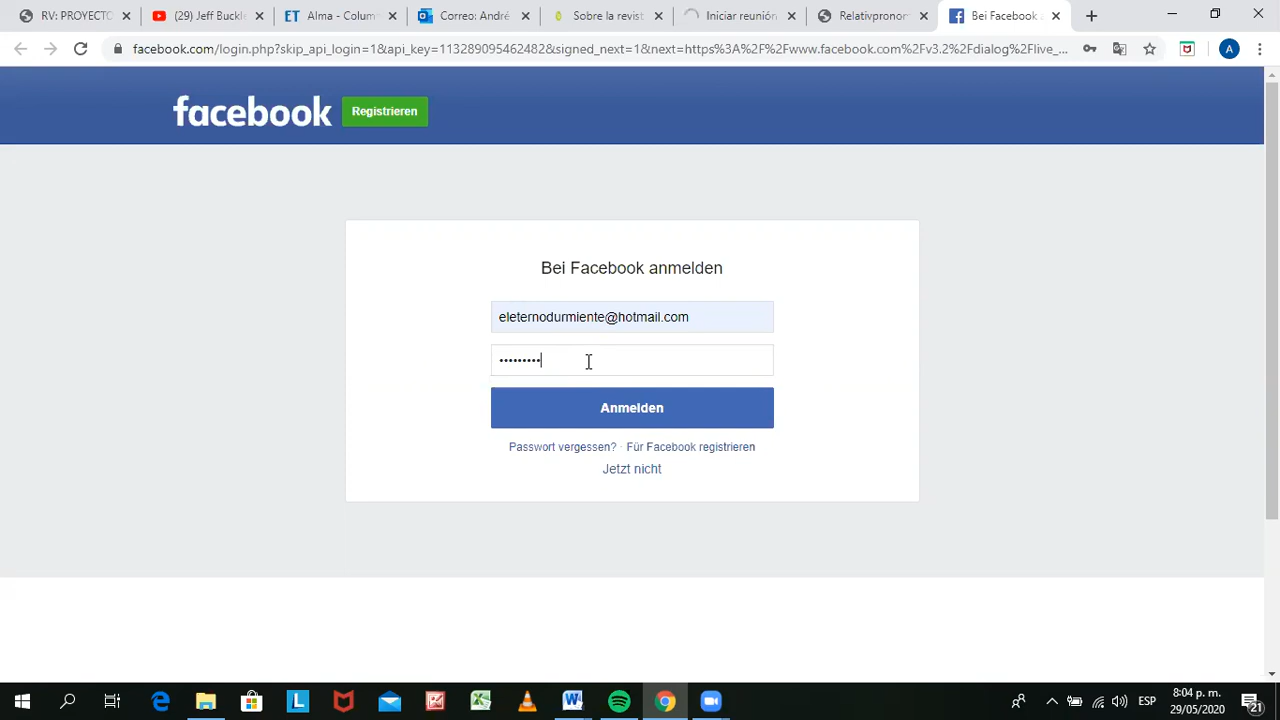 RV: PROYECTO
(29) Jeff Buckle
ET Alma - Colum
Correo: André
Sobre la revist
Iniciar reunión
Relativpronom
Bei Facebook a
facebook.com/login.php?skip_api_login=1&api_key=113289095462482&signed_next=1&next=https%3A%2F%2Fwww.facebook.com%2Fv3.2%2Fdialog%2Flive_...
A
facebook
Registrieren
Bei Facebook anmelden
eleternodurmiente@hotmail.com
•••••••••
Anmelden
Passwort vergessen? · Für Facebook registrieren
Jetzt nicht
ESP
8:04 p. m.
29/05/2020
21